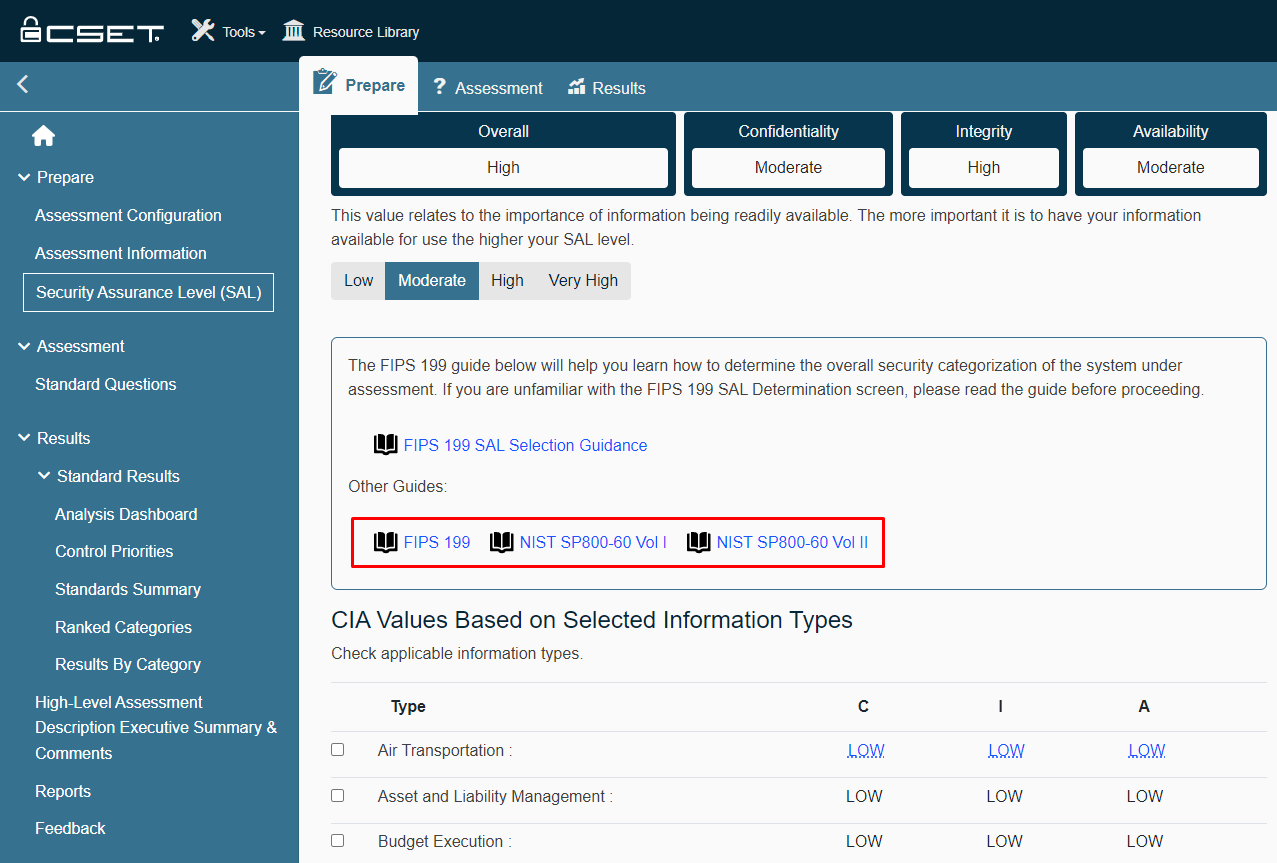 CSET.
Tools
Resource Library
Prepare
? Assessment
Results
Prepare
Assessment Configuration
Assessment Information
Security Assurance Level (SAL)
Assessment
Standard Questions
Results
Standard Results
Analysis Dashboard
Control Priorities
Standards Summary
Ranked Categories
Results By Category
High-Level Assessment
Description Executive Summary &
Comments
Reports
Feedback
Overall Confidentiality Integrity Availability
High Moderate High Moderate
This value relates to the importance of information being readily available. The more important it is to have your information
available for use the higher your SAL level.
Low Moderate High Very High
The FIPS 199 guide below will help you learn how to determine the overall security categorization of the system under
assessment. If you are unfamiliar with the FIPS 199 SAL Determination screen, please read the guide before proceeding.
FIPS 199 SAL Selection Guidance
Other Guides:
FIPS 199 NIST SP800-60 Vol I NIST SP800-60 Vol II
CIA Values Based on Selected Information Types
Check applicable information types.
Type C I A
Air Transportation : LOW LOW LOW
Asset and Liability Management : LOW LOW LOW
Budget Execution : LOW LOW LOW